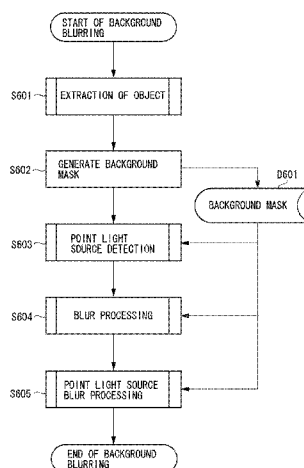 START OF BACKGROUND
BLURRING
S601
EXTRACTION OF OBJECT
S602
GENERATE BACKGROUND
MASK
D601
BACKGROUND MASK
S603
POINT LIGHT
SOURCE DETECTION
S604
BLUR PROCESSING
S605
POINT LIGHT SOURCE
BLUR PROCESSING
END OF BACKGROUND
BLURRING